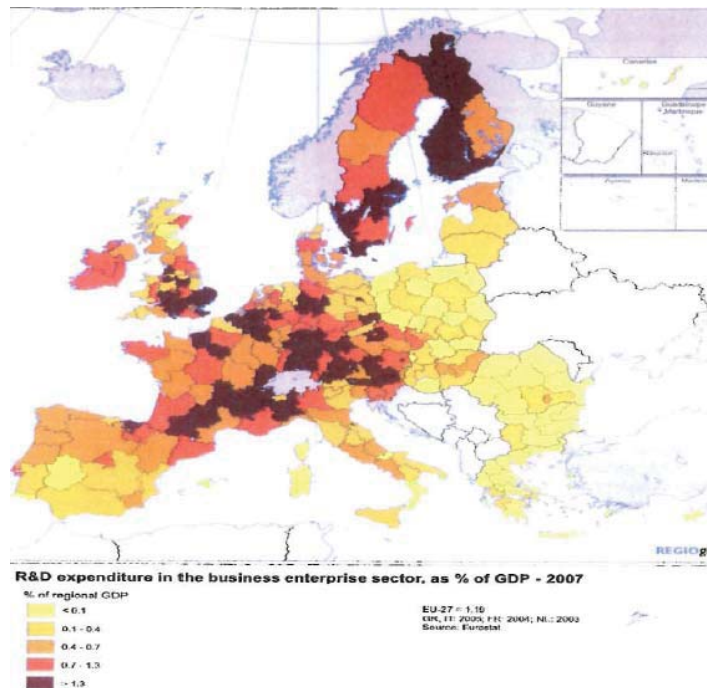 Canarias
Guyane
Guadeloupe
Martinique
Réunion
Açores
Madeira
REGIOg
R&D expenditure in the business enterprise sector, as % of GDP - 2007
% of regional GDP
< 0.1
0.1 - 0.4
0.4 - 0.7
0.7 - 1.3
> 1.3
EU-27 = 1.19
GR, IT: 2005; FR: 2004; NL: 2003
Source: Eurostat